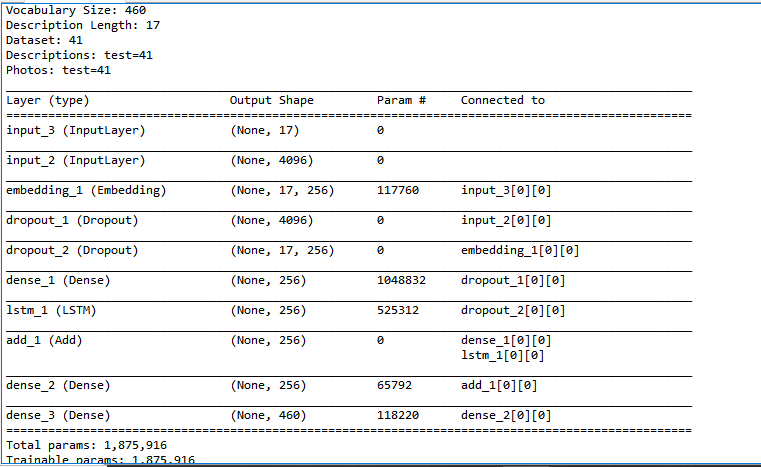 Vocabulary Size: 460
Description Length: 17
Dataset: 41
Descriptions: test=41
Photos: test=41
Layer (type) Output Shape Param # Connected to
input_3 (InputLayer) (None, 17) 0
input_2 (InputLayer) (None, 4096) 0
embedding_1 (Embedding) (None, 17, 256) 117760 input_3[0][0]
dropout_1 (Dropout) (None, 4096) 0 input_2[0][0]
dropout_2 (Dropout) (None, 17, 256) 0 embedding_1[0][0]
dense_1 (Dense) (None, 256) 1048832 dropout_1[0][0]
lstm_1 (LSTM) (None, 256) 525312 dropout_2[0][0]
add_1 (Add) (None, 256) 0 dense_1[0][0]
lstm_1[0][0]
dense_2 (Dense) (None, 256) 65792 add_1[0][0]
dense_3 (Dense) (None, 460) 118220 dense_2[0][0]
Total params: 1,875,916
Trainable params: 1,875,916